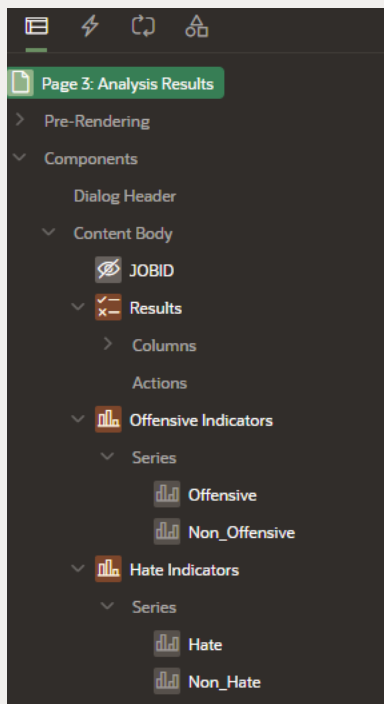 Page 3: Analysis Results
Pre-Rendering
Components
Dialog Header
Content Body
JOBID
Results
Columns
Actions
Offensive Indicators
Series
Offensive
Non_Offensive
Hate Indicators
Series
Hate
Non_Hate